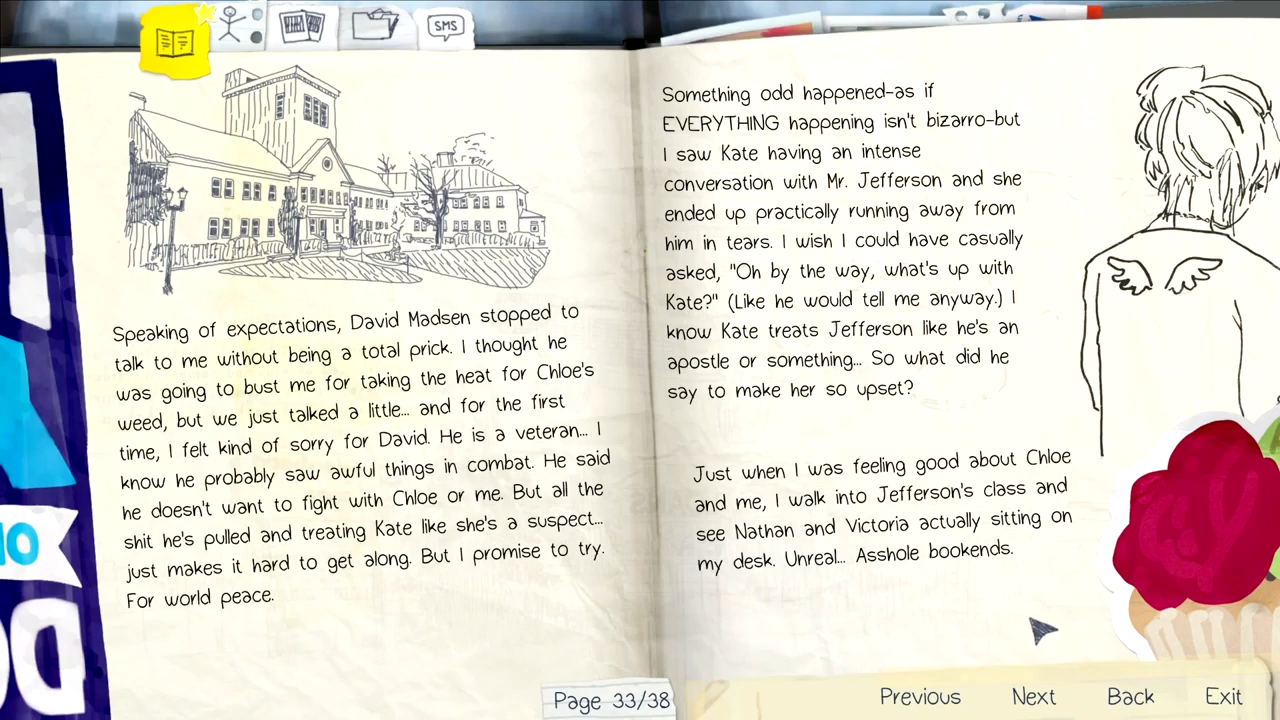 SMS
Speaking of expectations, David Madsen stopped to
talk to me without being a total prick. I thought he
was going to bust me for taking the heat for Chloe's
weed, but we just talked a little... and for the first
time, I felt kind of sorry for David. He is a veteran... I
know he probably saw awful things in combat. He said
he doesn't want to fight with Chloe or me. But all the
shit he's pulled and treating Kate like she's a suspect...
just makes it hard to get along. But I promise to try.
For world peace.
Something odd happened-as if
EVERYTHING happening isn't bizarro-but
I saw Kate having an intense
conversation with Mr. Jefferson and she
ended up practically running away from
him in tears. I wish I could have casually
asked, "Oh by the way, what's up with
Kate?" (Like he would tell me anyway.) I
know Kate treats Jefferson like he's an
apostle or something... So what did he
say to make her so upset?
Just when I was feeling good about Chloe
and me, I walk into Jefferson's class and
see Nathan and Victoria actually sitting on
my desk. Unreal... Asshole bookends.
Page 33/38
Previous Next Back Exit